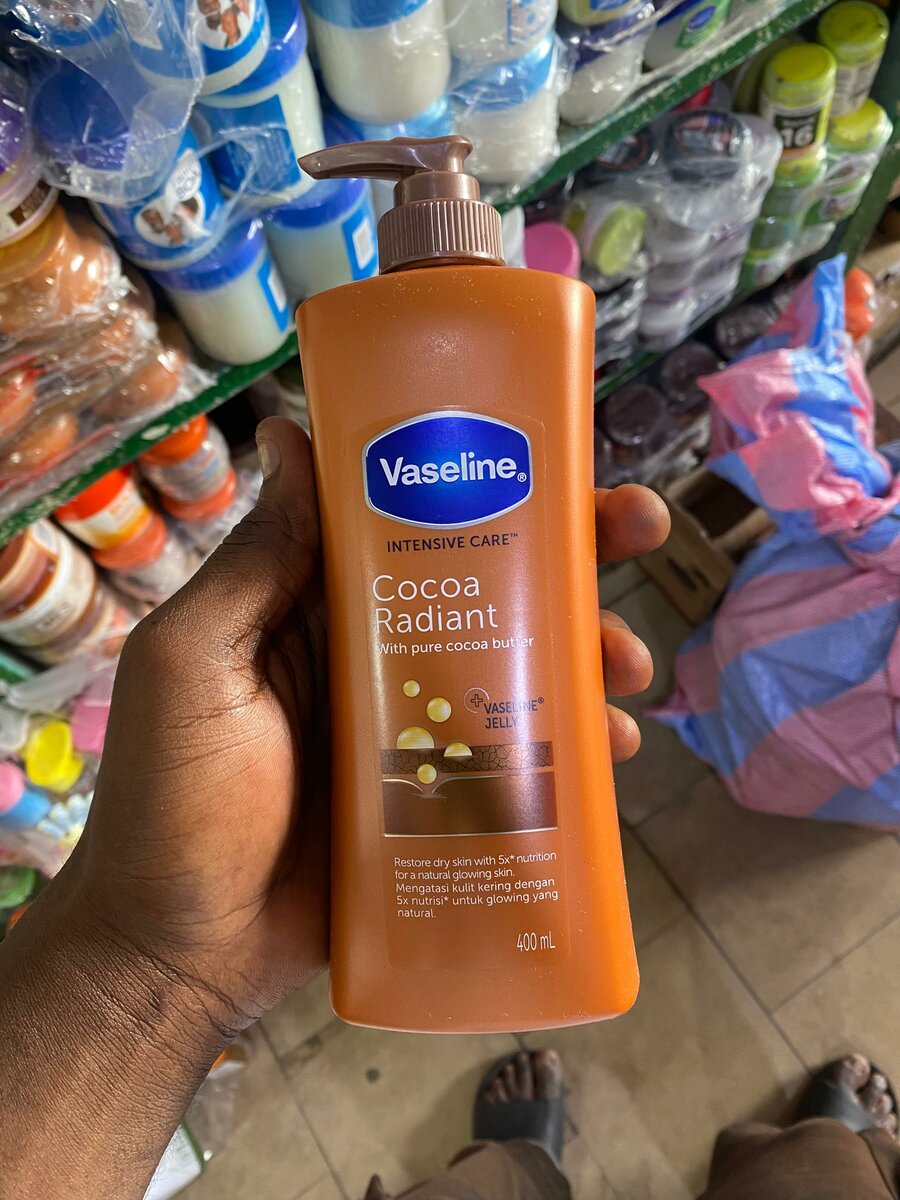 Vaseline®
INTENSIVE CARE™
Cocoa
Radiant
With pure cocoa butter
+ VASELINE®
JELLY
Restore dry skin with 5x* nutrition
for a natural glowing skin.
Mengatasi kulit kering dengan
5x nutrisi* untuk glowing yang
natural.
400 mL
16